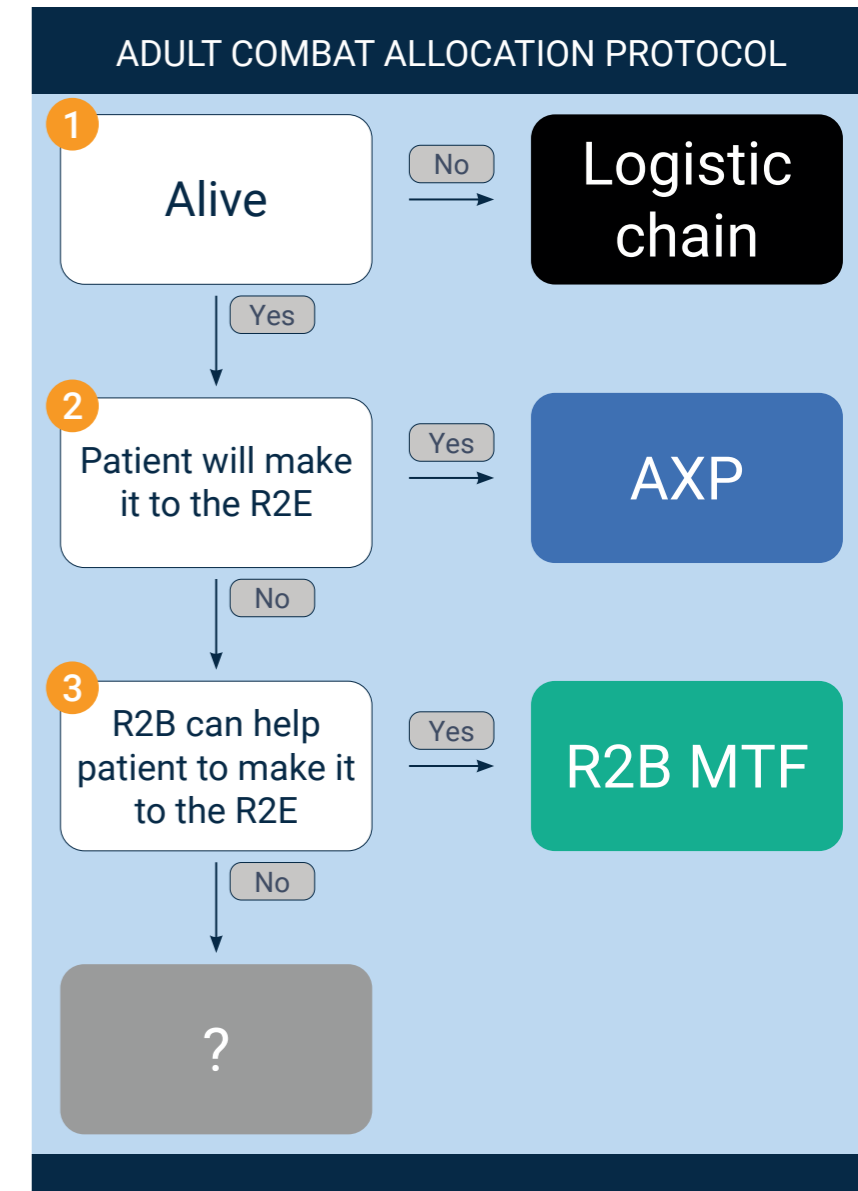 ADULT COMBAT ALLOCATION PROTOCOL
1
Alive
No
Logistic
chain
Yes
2
Patient will make
it to the R2E
Yes
AXP
No
3
R2B can help
patient to make it
to the R2E
Yes
R2B MTF
No
?